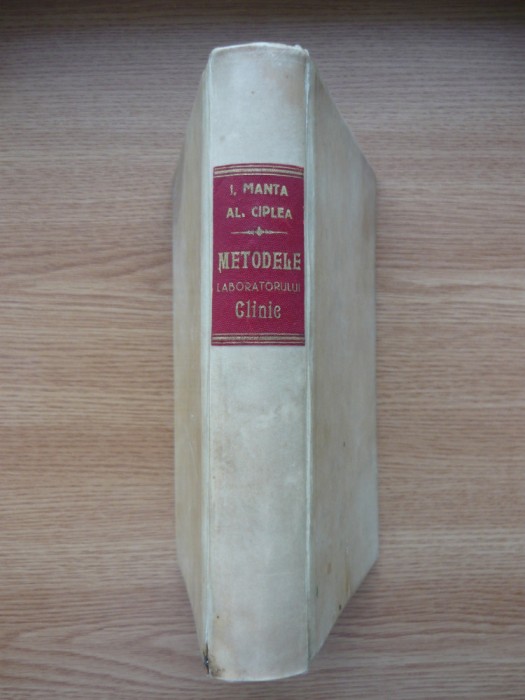 I. MANTA
AL. CIPLEA
METODELE
LABORATORULUI
Clinic